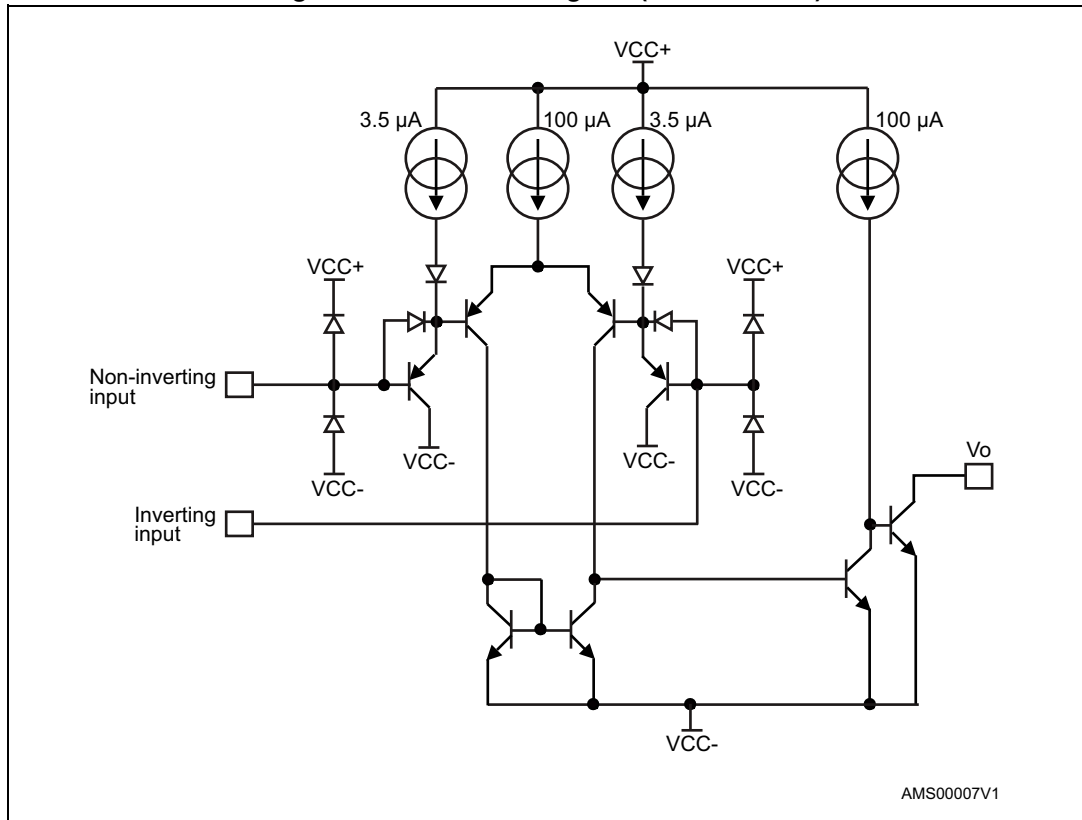 VCC+
3.5 µA
100 µA
3.5 µA
100 µA
VCC+
VCC+
Non-inverting
input
VCC-
VCC-
VCC-
VCC-
Vo
Inverting
input
VCC-
AMS00007V1